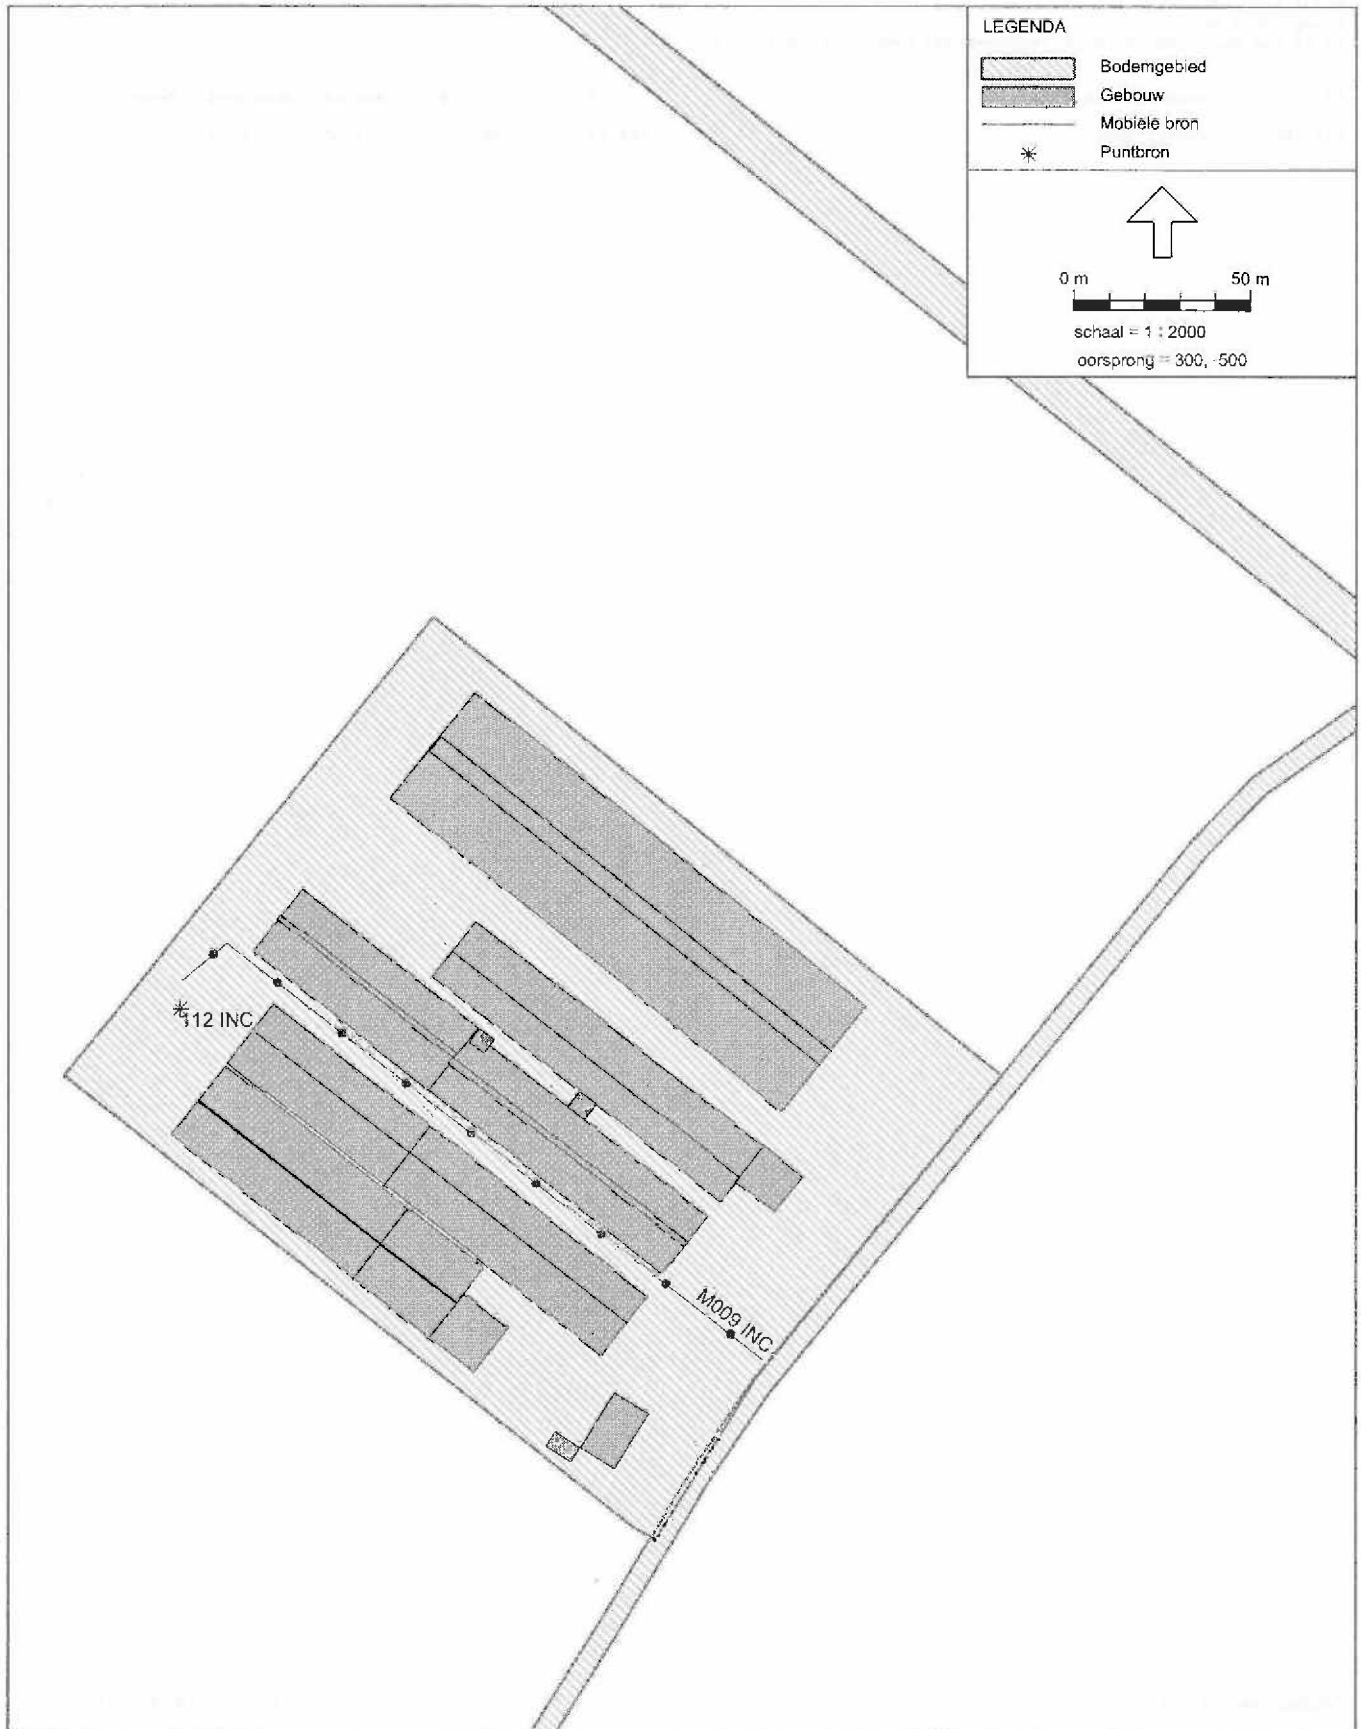 LEGENDA
Bodemgebied
Gebouw
Mobiele bron
Puntbron
0 m 50 m
schaal = 1 : 2000
oorsprong = 300, -500
112 INC
M009 INC